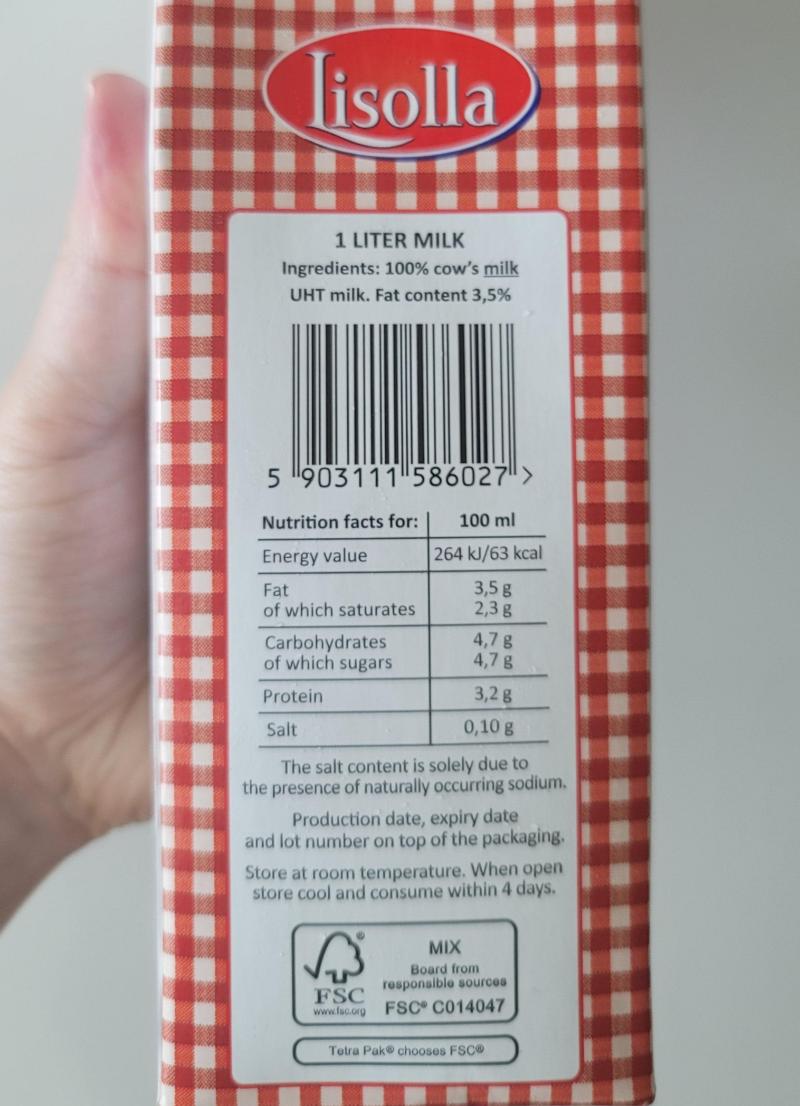 Lisolla
1 LITER MILK
Ingredients: 100% cow's milk
UHT milk. Fat content 3,5%
5 903111 586027 >
Nutrition facts for: 100 ml
Energy value 264 kJ/63 kcal
Fat 3,5 g
of which saturates 2,3 g
Carbohydrates 4,7 g
of which sugars 4,7 g
Protein 3,2 g
Salt 0,10 g
The salt content is solely due to
the presence of naturally occurring sodium.
Production date, expiry date
and lot number on top of the packaging.
Store at room temperature. When open
store cool and consume within 4 days.
®
FSC
www.fsc.org
MIX
Board from
responsible sources
FSC® C014047
Tetra Pak® chooses FSC®